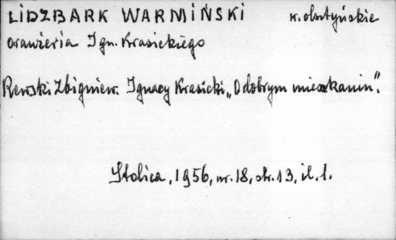 LIDZBARK WARMIŃSKI w. olsztyńskie
oranżeria Ign. Krasickiego
Rewski Zbigniew. Ignacy Krasicki „O dobrym mieszkaniu".
Stolica, 1956, nr. 18, str. 13, il. 1.